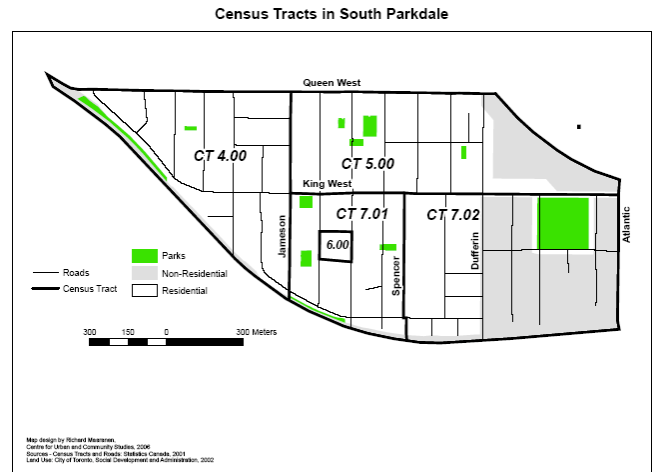 Census Tracts in South Parkdale
Queen West
CT 4.00
CT 5.00
King West
CT 7.01
CT 7.02
6.00
Jameson
Spencer
Dufferin
Atlantic
Parks
Roads
Non-Residential
Census Tract
Residential
300 150 0 300 Meters
Map design by Richard Maaranen,
Centre for Urban and Community Studies, 2006
Sources - Census Tracts and Roads: Statistics Canada, 2001
Land Use: City of Toronto, Social Development and Administration, 2002